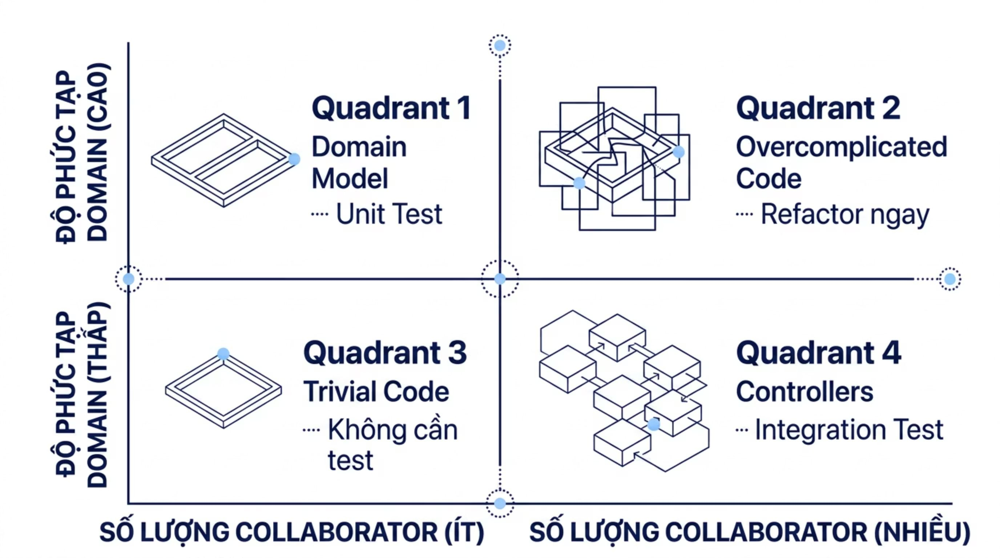 ĐỘ PHỨC TẠP
DOMAIN (CA0)
Quadrant 1
Domain
Model
···· Unit Test
Quadrant 2
Overcomplicated
Code
···· Refactor ngay
ĐỘ PHỨC TẠP
DOMAIN (THẤP)
Quadrant 3
Trivial Code
···· Không cần
test
Quadrant 4
Controllers
··· Integration Test
SỐ LƯỢNG COLLABORATOR (ÍT)
SỐ LƯỢNG COLLABORATOR (NHIỀU)